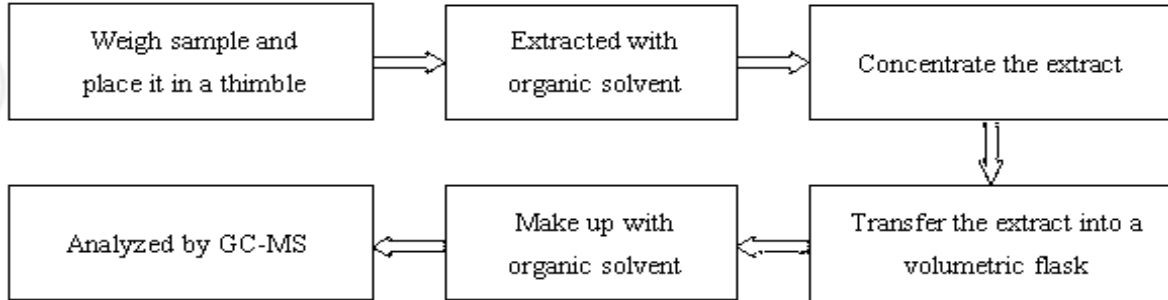 Weigh sample and
place it in a thimble
Extracted with
organic solvent
Concentrate the extract
Transfer the extract into a
volumetric flask
Make up with
organic solvent
Analyzed by GC-MS